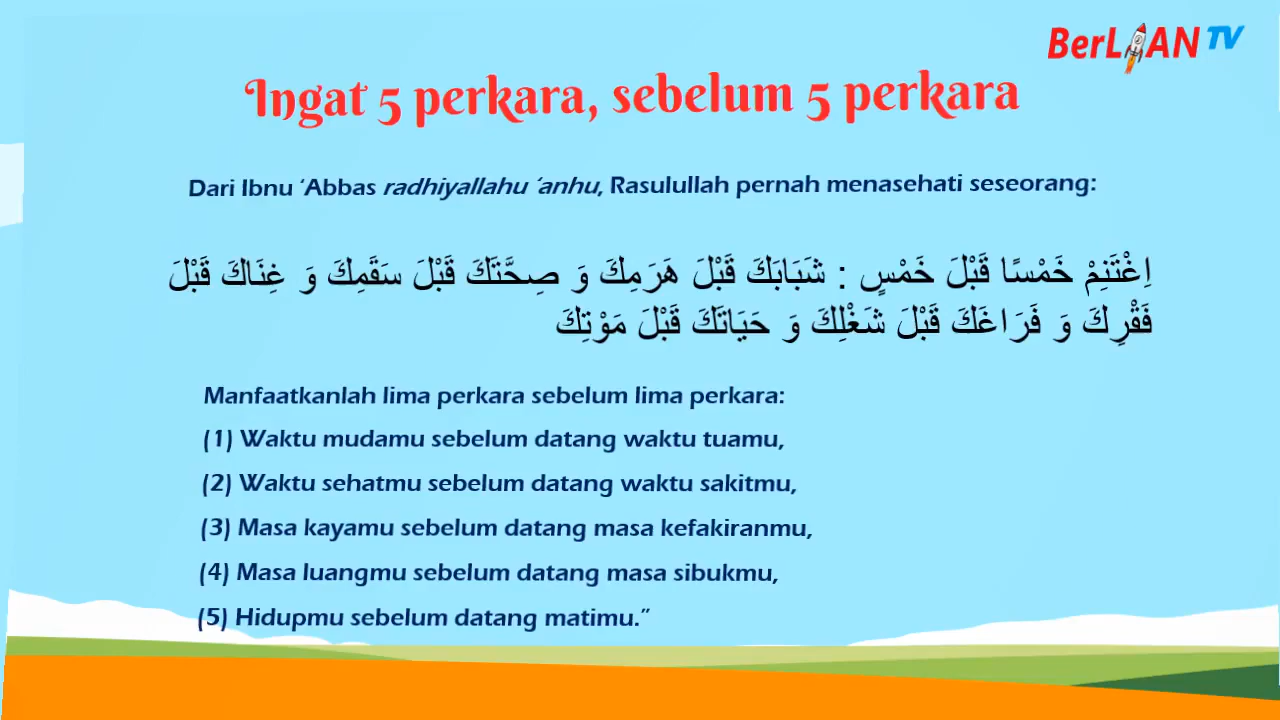 BerLIAN TV
Ingat 5 perkara, sebelum 5 perkara
Dari Ibnu ‘Abbas radhiyallahu ‘anhu, Rasulullah pernah menasehati seseorang:
اِغْتَنِمْ خَمْسًا قَبْلَ خَمْسٍ : شَبَابَكَ قَبْلَ هَرَمِكَ وَ صِحَّتَكَ قَبْلَ سَقَمِكَ وَ غِنَاكَ قَبْلَ
فَقْرِكَ وَ فَرَاغَكَ قَبْلَ شَغْلِكَ وَ حَيَاتَكَ قَبْلَ مَوْتِكَ
Manfaatkanlah lima perkara sebelum lima perkara:
(1) Waktu mudamu sebelum datang waktu tuamu,
(2) Waktu sehatmu sebelum datang waktu sakitmu,
(3) Masa kayamu sebelum datang masa kefakiranmu,
(4) Masa luangmu sebelum datang masa sibukmu,
(5) Hidupmu sebelum datang matimu.”